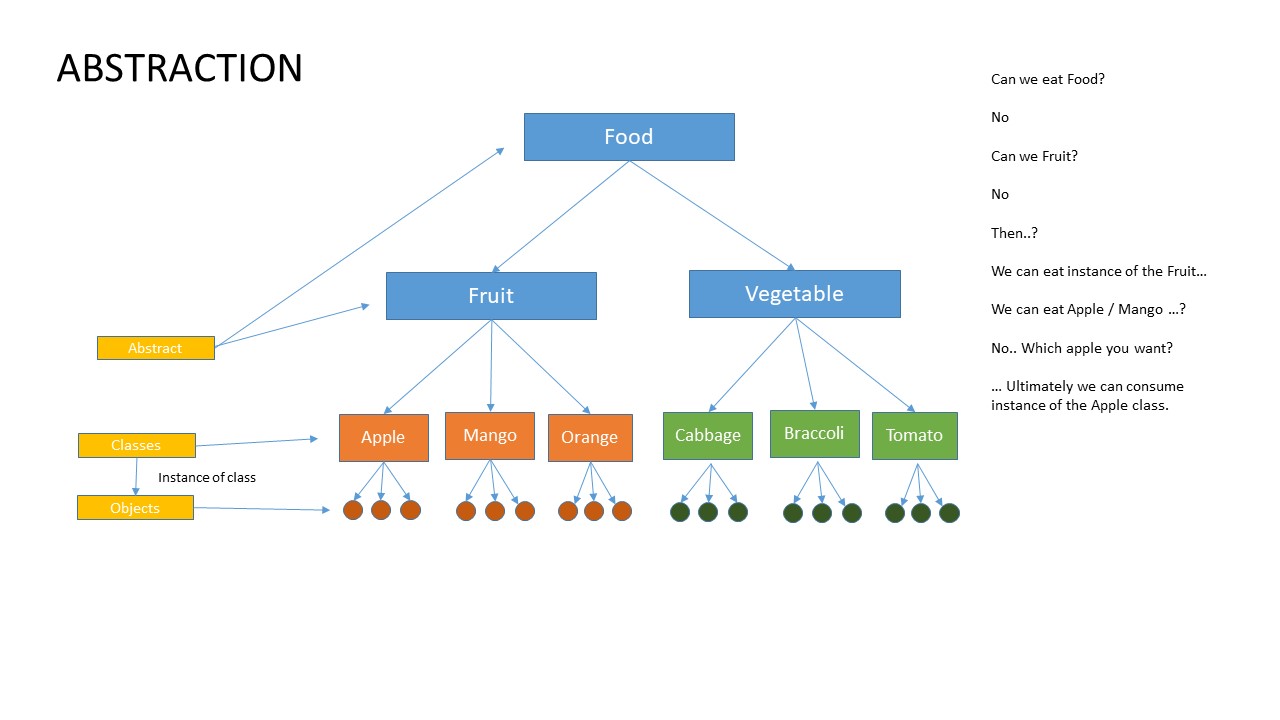 ABSTRACTION
Can we eat Food?
No
Can we Fruit?
No
Then..?
We can eat instance of the Fruit…
We can eat Apple / Mango …?
No.. Which apple you want?
… Ultimately we can consume
instance of the Apple class.
Food
Fruit
Vegetable
Abstract
Apple
Mango
Orange
Cabbage
Braccoli
Tomato
Classes
Instance of class
Objects